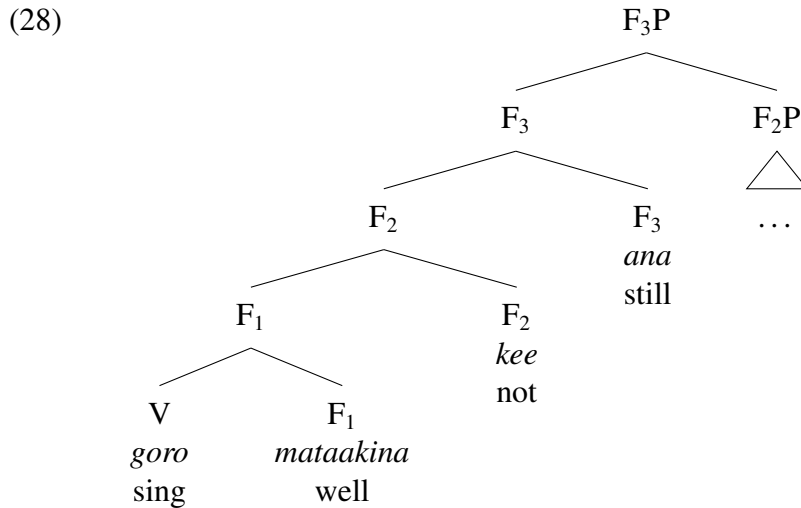 (28)
F₃P
F₃ F₂P
F₂ F₃ ...
ana
still
F₁ F₂
kee
not
V F₁
goro mataakina
sing well